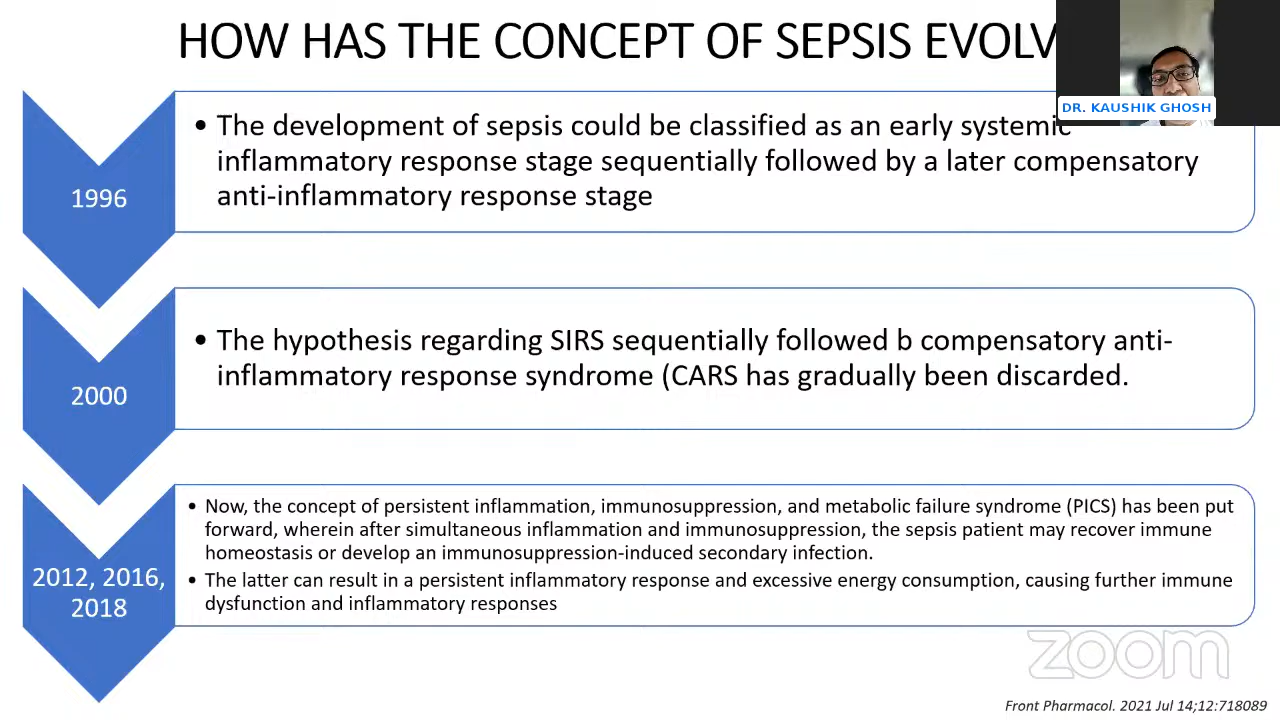 HOW HAS THE CONCEPT OF SEPSIS EVOLV
DR. KAUSHIK GHOSH
1996
• The development of sepsis could be classified as an early systemic
inflammatory response stage sequentially followed by a later compensatory
anti-inflammatory response stage
2000
• The hypothesis regarding SIRS sequentially followed b compensatory anti-
inflammatory response syndrome (CARS has gradually been discarded.
2012, 2016,
2018
• Now, the concept of persistent inflammation, immunosuppression, and metabolic failure syndrome (PICS) has been put
forward, wherein after simultaneous inflammation and immunosuppression, the sepsis patient may recover immune
homeostasis or develop an immunosuppression-induced secondary infection.
• The latter can result in a persistent inflammatory response and excessive energy consumption, causing further immune
dysfunction and inflammatory responses
zoom
Front Pharmacol. 2021 Jul 14;12:718089